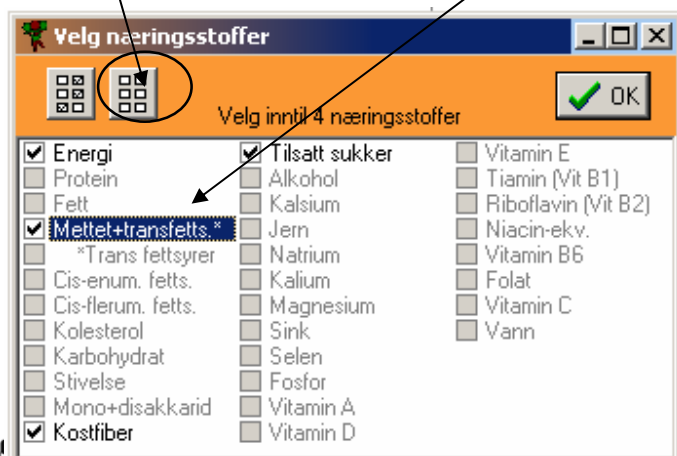 Velg næringsstoffer
OK
Velg inntil 4 næringsstoffer
Energi
Protein
Fett
Mettet+transfetts.*
*Trans fettsyrer
Cis-enum. fetts.
Cis-flerum. fetts.
Kolesterol
Karbohydrat
Stivelse
Mono+disakkarid
Kostfiber
Tilsatt sukker
Alkohol
Kalsium
Jern
Natrium
Kalium
Magnesium
Sink
Selen
Fosfor
Vitamin A
Vitamin D
Vitamin E
Tiamin (Vit B1)
Riboflavin (Vit B2)
Niacin-ekv.
Vitamin B6
Folat
Vitamin C
Vann